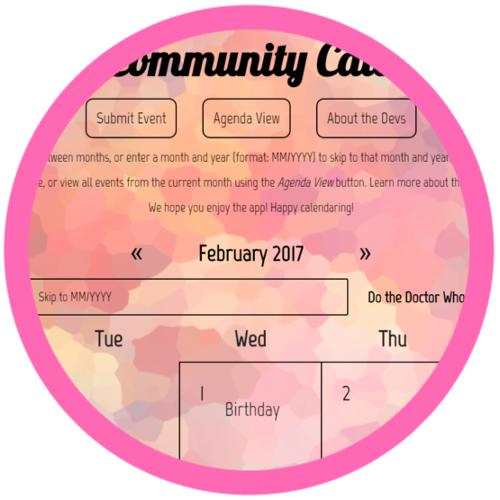 Community Cale
Submit Event
Agenda View
About the Devs
tween months, or enter a month and year [format: MM/YYYY] to skip to that month and year
e, or view all events from the current month using the Agenda View button. Learn more about th
We hope you enjoy the app! Happy calendaring!
« February 2017 »
Skip to MM/YYYY
Do the Doctor Who
Tue Wed Thu
1 2
Birthday